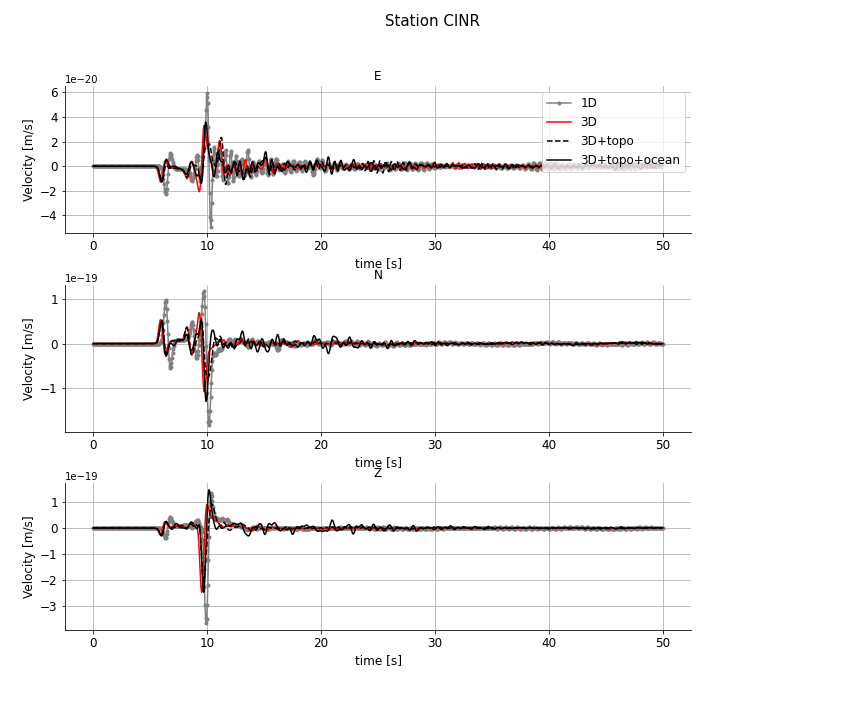 Station CINR
E
1e−20
6
4
2
0
−2
−4
Velocity [m/s]
1D
3D
3D+topo
3D+topo+ocean
0 10 20 30 40 50
time [s]
N
1e−19
1
0
−1
Velocity [m/s]
0 10 20 30 40 50
time [s]
Z
1e−19
1
0
−1
−2
−3
Velocity [m/s]
0 10 20 30 40 50
time [s]